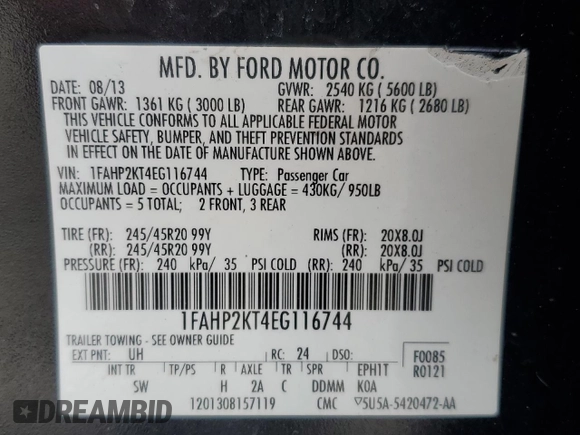 MFD. BY FORD MOTOR CO.
DATE: 08/13 GVWR: 2540 KG ( 5600 LB)
FRONT GAWR: 1361 KG ( 3000 LB) REAR GAWR: 1216 KG ( 2680 LB)
THIS VEHICLE CONFORMS TO ALL APPLICABLE FEDERAL MOTOR
VEHICLE SAFETY, BUMPER, AND THEFT PREVENTION STANDARDS
IN EFFECT ON THE DATE OF MANUFACTURE SHOWN ABOVE.
VIN: 1FAHP2KT4EG116744 TYPE: Passenger Car
MAXIMUM LOAD = OCCUPANTS + LUGGAGE = 430KG/ 950LB
OCCUPANTS = 5 TOTAL; 2 FRONT, 3 REAR
TIRE (FR): 245/45R20 99Y RIMS (FR): 20X8.0J
(RR): 245/45R20 99Y (RR): 20X8.0J
PRESSURE (FR): 240 kPa/ 35 PSI COLD (RR): 240 kPa/ 35 PSI COLD
1FAHP2KT4EG116744
TRAILER TOWING - SEE OWNER GUIDE
EXT PNT: UH RC: 24 DSO: F0085
INT TR TP/PS R AXLE TR SPR EPH1T R0121
SW H 2A C DDMM K0A
1201308157119 CMC ▽5U5A-5420472-AA
DREAMBID